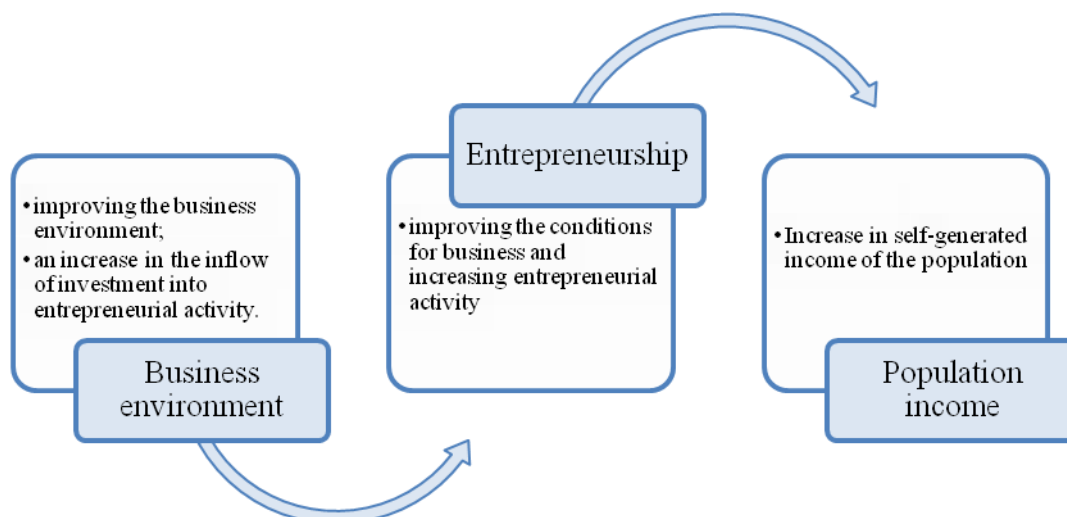 •improving the business
environment;
•an increase in the inflow
of investment into
entrepreneurial activity.
Business
environment
Entrepreneurship
•improving the conditions
for business and
increasing entrepreneurial
activity
•Increase in self-generated
income of the population
Population
income